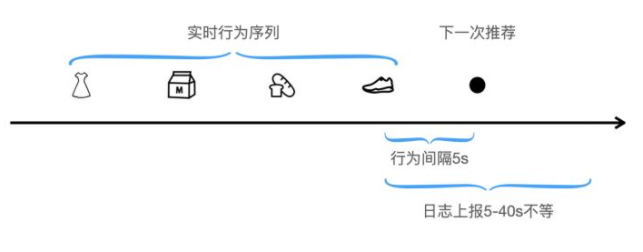 实时行为序列
下一次推荐
M
行为间隔5s
日志上报5-40s不等